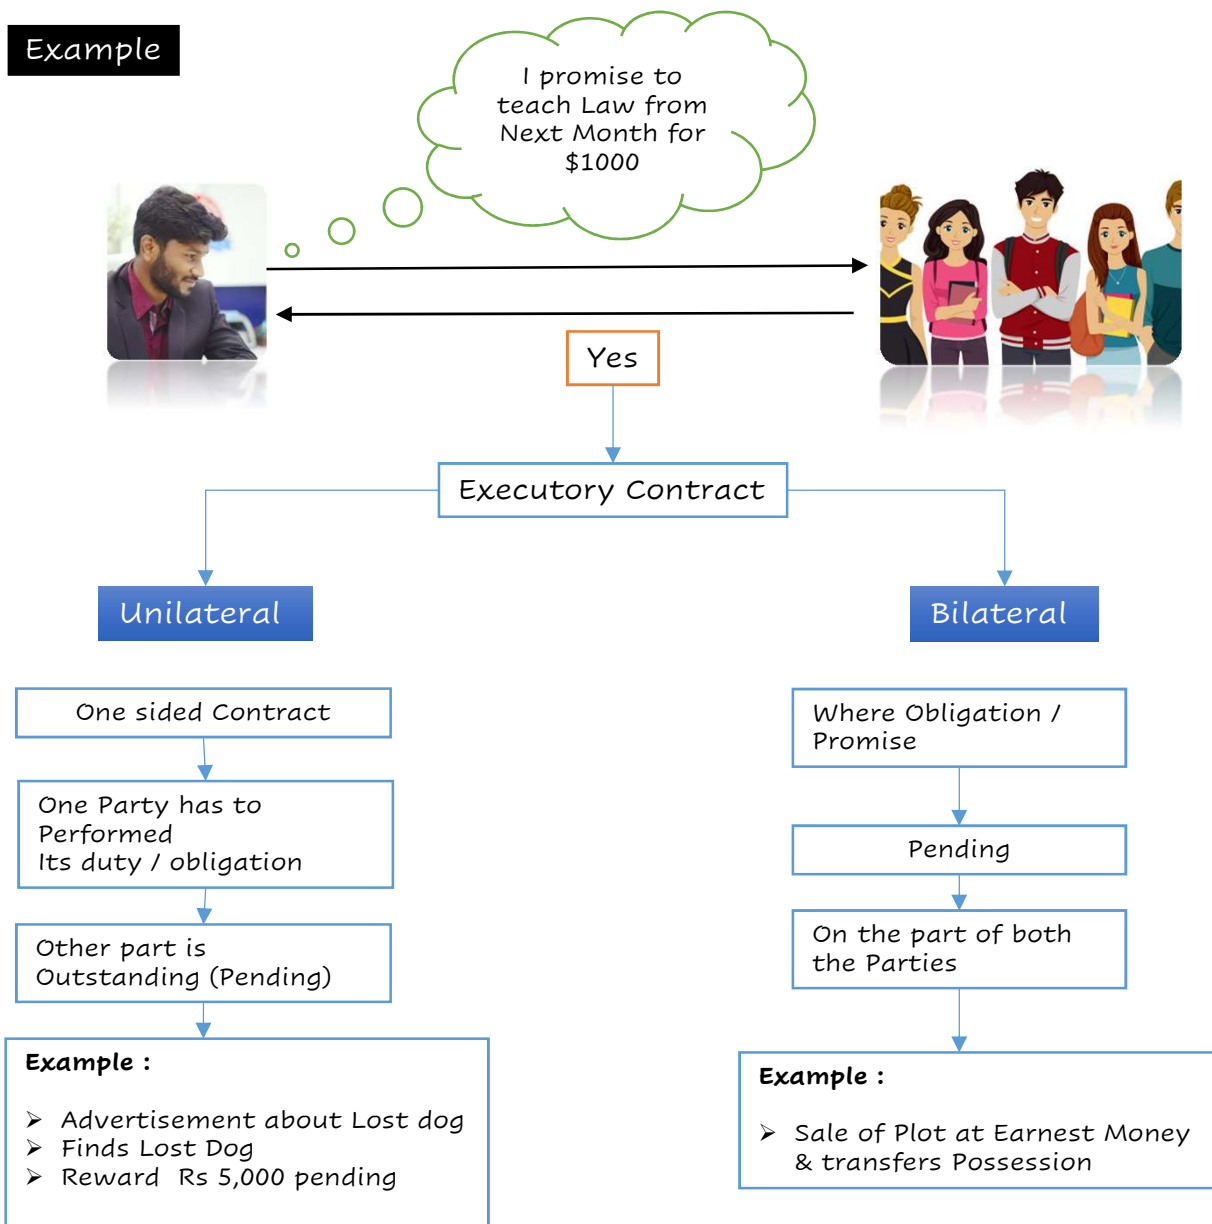 Example
I promise to
teach Law from
Next Month for
$1000
Yes
Executory Contract
Unilateral
Bilateral
One sided Contract
One Party has to
Performed
Its duty / obligation
Other part is
Outstanding (Pending)
Example :
➢ Advertisement about Lost dog
➢ Finds Lost Dog
➢ Reward Rs 5,000 pending
Where Obligation /
Promise
Pending
On the part of both
the Parties
Example :
➢ Sale of Plot at Earnest Money
& transfers Possession